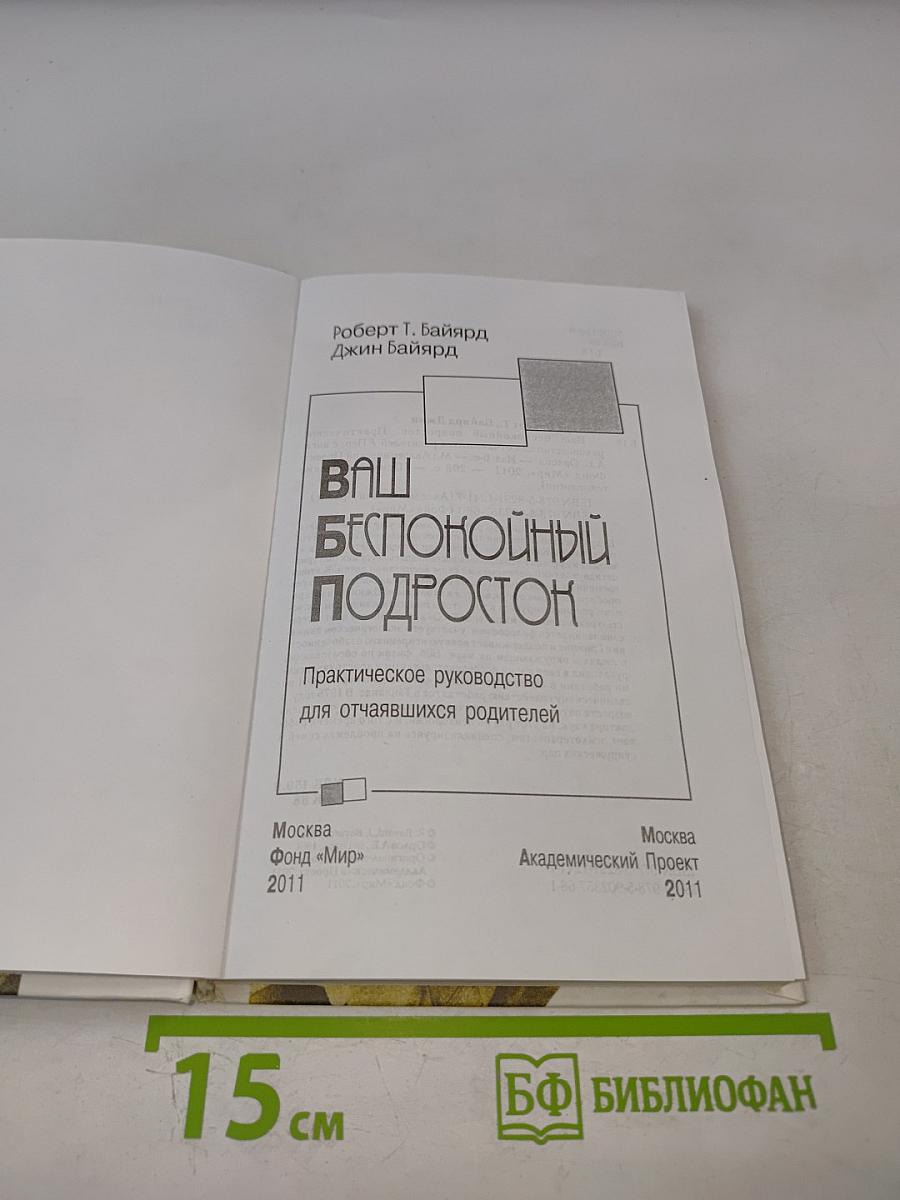 Роберт Т. Байярд
Джин Байярд
Ваш
Беспокойный
Подросток
Практическое руководство
для отчаявшихся родителей
Москва
Фонд «Мир»
2011
Москва
Академический Проект
2011
15 см
БФ БИБЛИОФАН